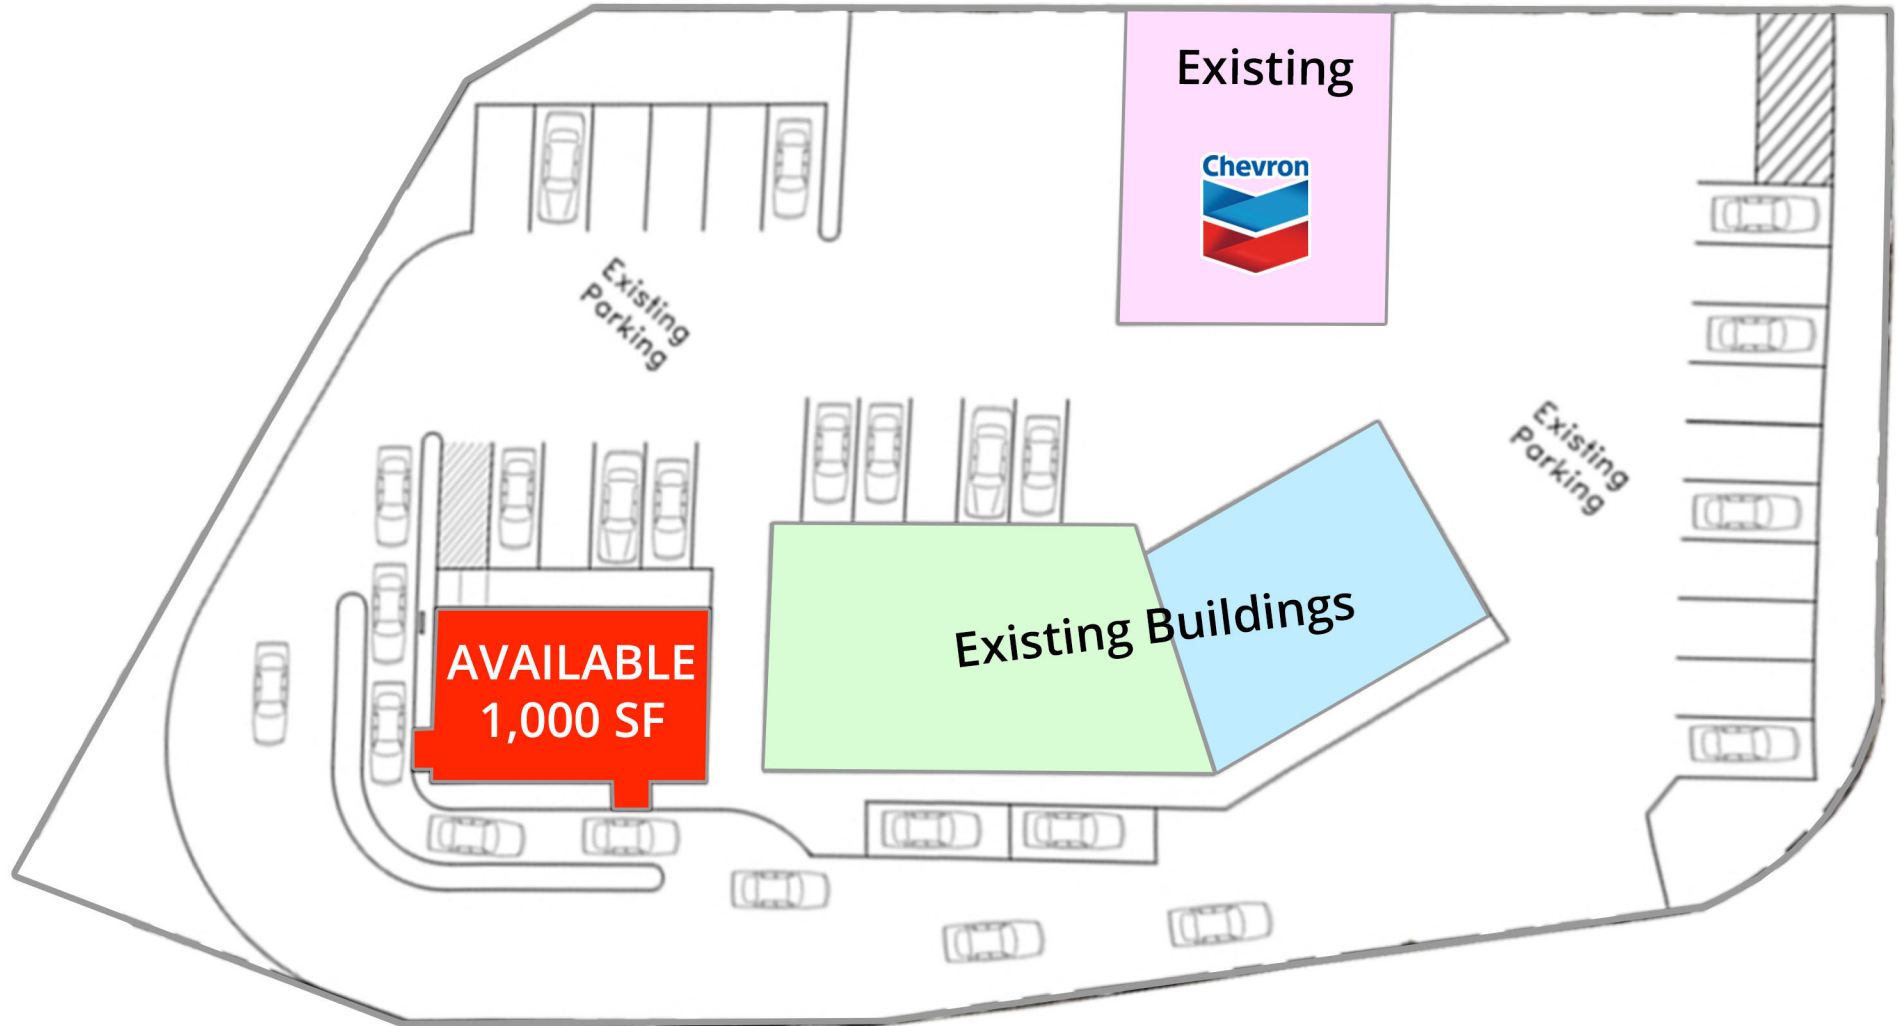 Existing
Chevron
Existing
Parking
Existing
Parking
Existing Buildings
AVAILABLE
1,000 SF